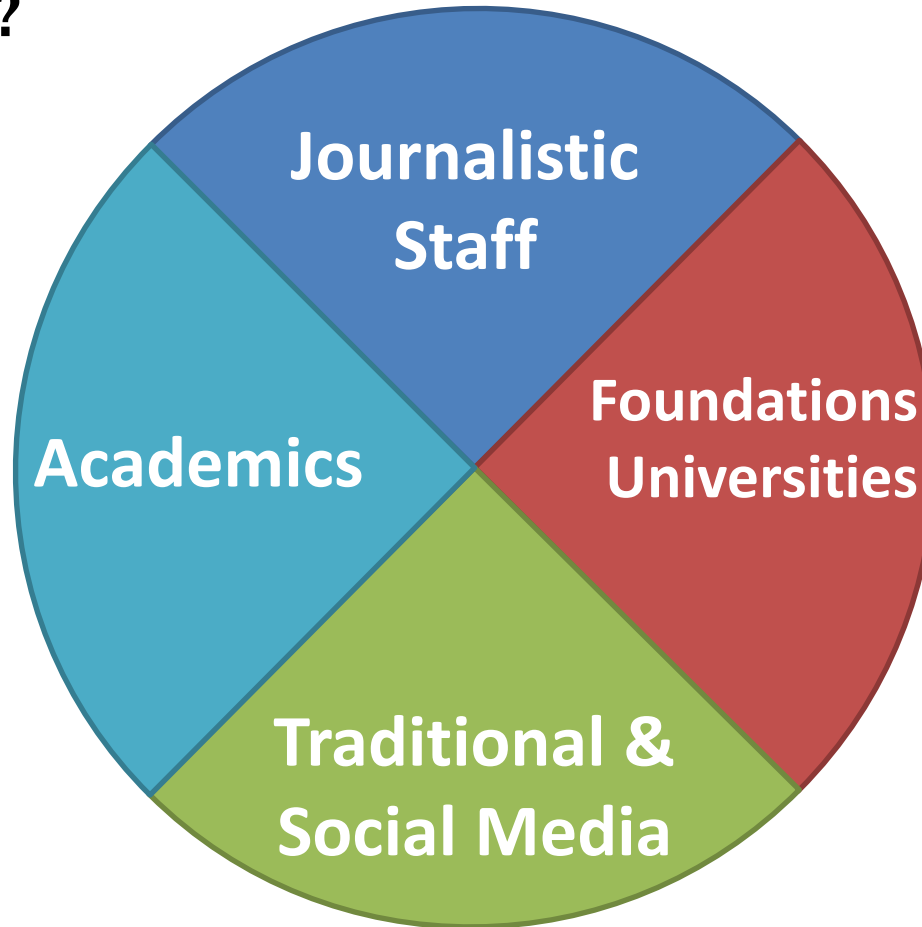 ?
Journalistic
Staff
Foundations
Universities
Academics
Traditional &
Social Media